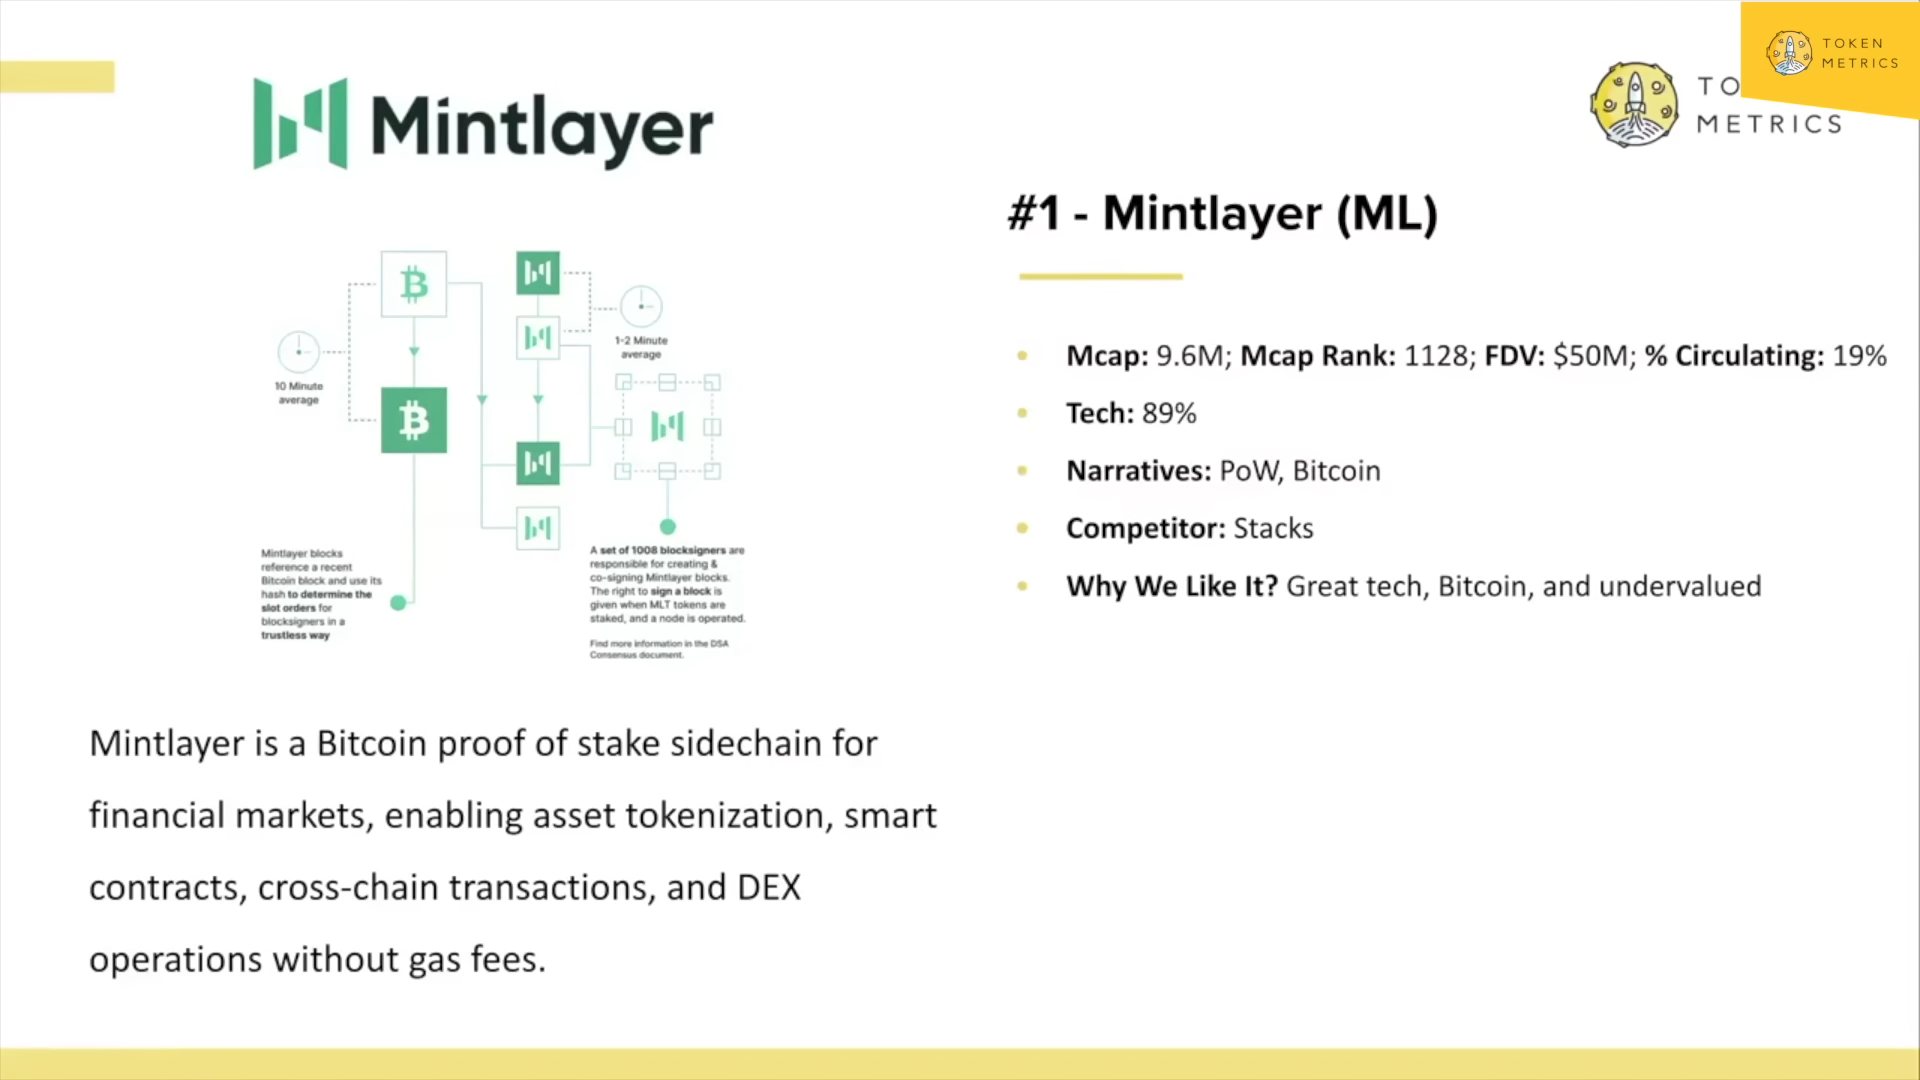 TOKEN
METRICS
Mintlayer
TO
METRICS
#1 - Mintlayer (ML)
Mcap: 9.6M; Mcap Rank: 1128; FDV: $50M; % Circulating: 19%
Tech: 89%
Narratives: PoW, Bitcoin
Competitor: Stacks
Why We Like It? Great tech, Bitcoin, and undervalued
10 Minute
average
1-2 Minute
average
Mintlayer blocks
reference a recent
Bitcoin block and use its
hash to determine the
slot orders for
blocksigners in a
trustless way
A set of 1008 blocksigners are
responsible for creating &
co-signing Mintlayer blocks.
The right to sign a block is
given when MLT tokens are
staked, and a node is operated.
Find more information in the DSA
Consensus document.
Mintlayer is a Bitcoin proof of stake sidechain for
financial markets, enabling asset tokenization, smart
contracts, cross-chain transactions, and DEX
operations without gas fees.